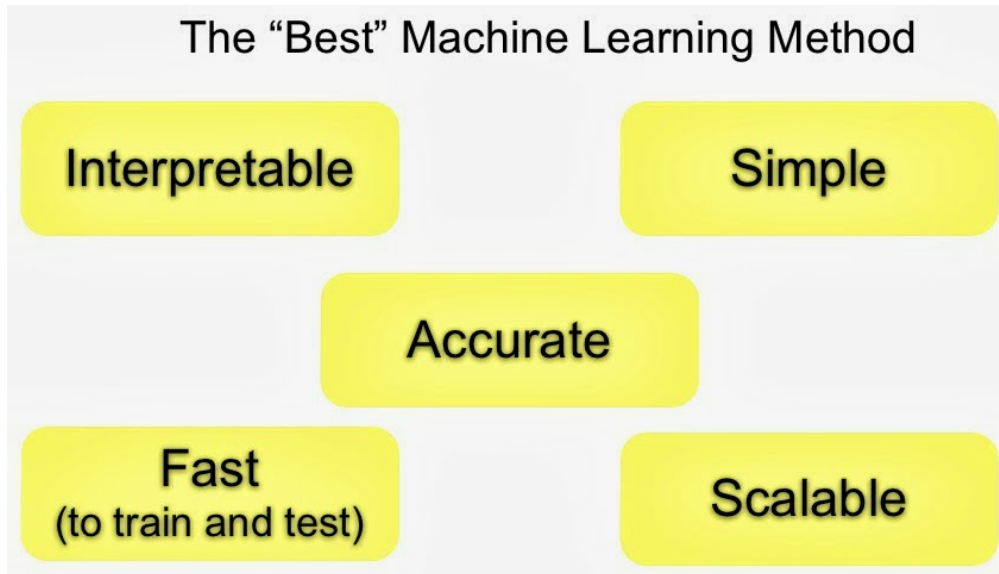 The “Best” Machine Learning Method
Interpretable
Simple
Accurate
Fast
(to train and test)
Scalable